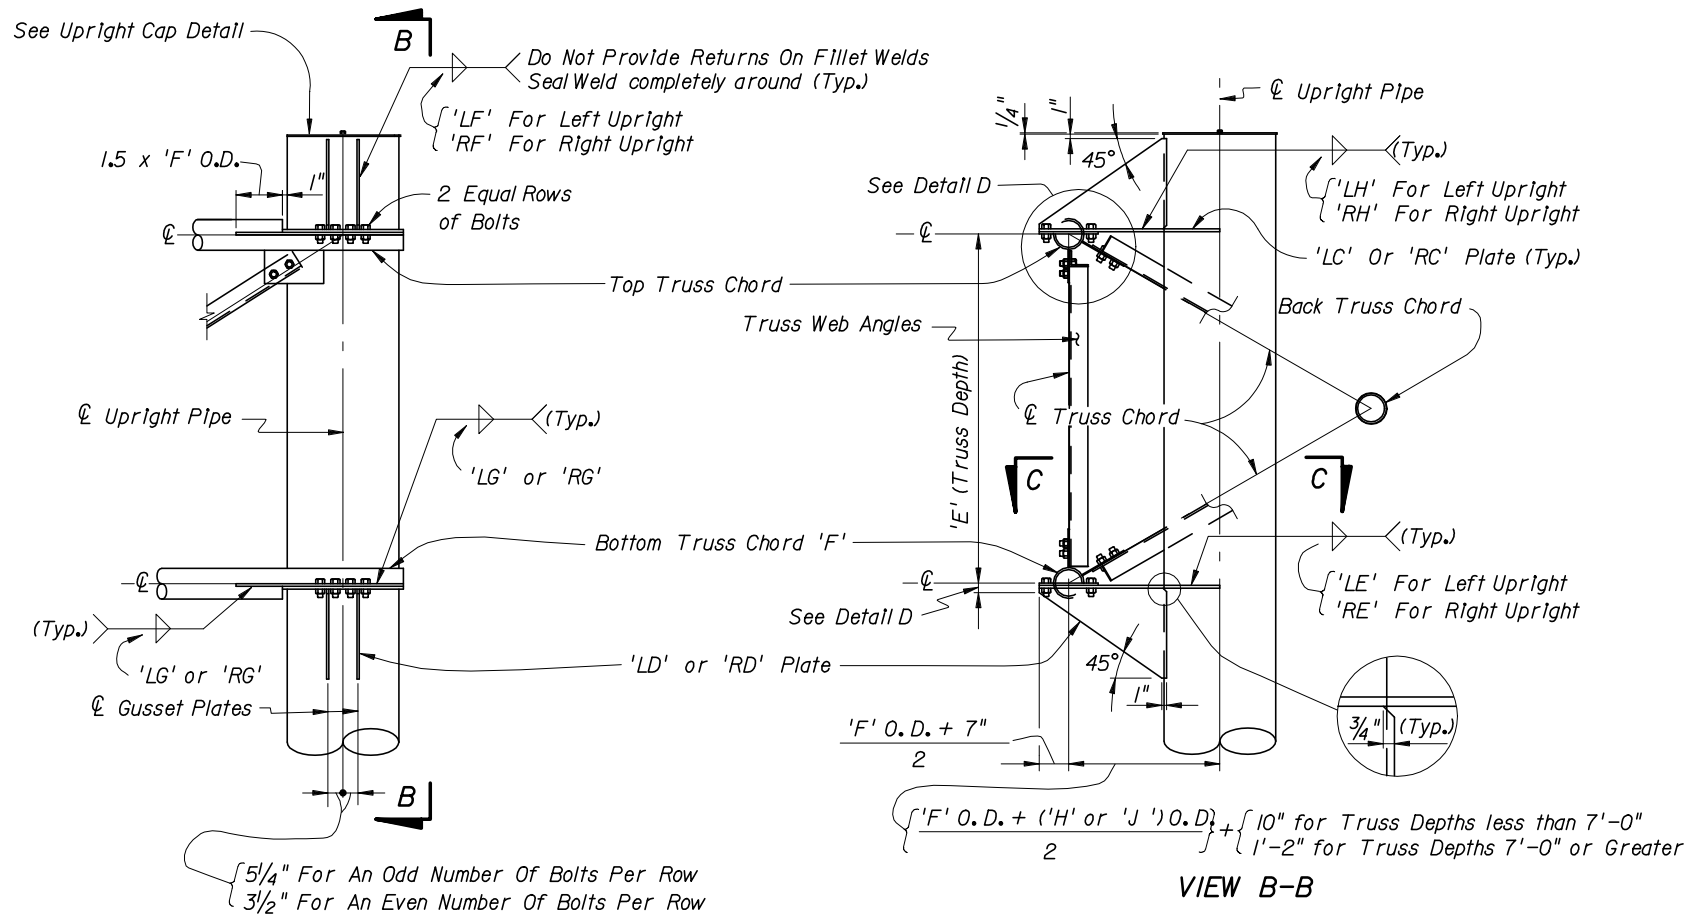 See Upright Cap Detail
B
Do Not Provide Returns On Fillet Welds
Seal Weld completely around (Typ.)
'LF' For Left Upright
'RF' For Right Upright
1.5 x 'F' O.D.
1"
2 Equal Rows
of Bolts
℄
Top Truss Chord
℄ Upright Pipe
(Typ.)
'LG' or 'RG'
Bottom Truss Chord 'F'
℄
(Typ.)
'LG' or 'RG'
'LD' or 'RD' Plate
℄ Gusset Plates
B
5¼" For An Odd Number Of Bolts Per Row
3½" For An Even Number Of Bolts Per Row
℄ Upright Pipe
1/4"
1"
45°
(Typ.)
See Detail D
'LH' For Left Upright
'RH' For Right Upright
℄
'LC' Or 'RC' Plate (Typ.)
Back Truss Chord
Truss Web Angles
'E' (Truss Depth)
℄ Truss Chord
C
C
(Typ.)
℄
'LE' For Left Upright
'RE' For Right Upright
See Detail D
45°
1"
¾" (Typ.)
'F' O.D. + 7"
2
'F' O.D. + ('H' or 'J') O.D.
2
+
10" for Truss Depths less than 7'-0"
1'-2" for Truss Depths 7'-0" or Greater
VIEW B-B